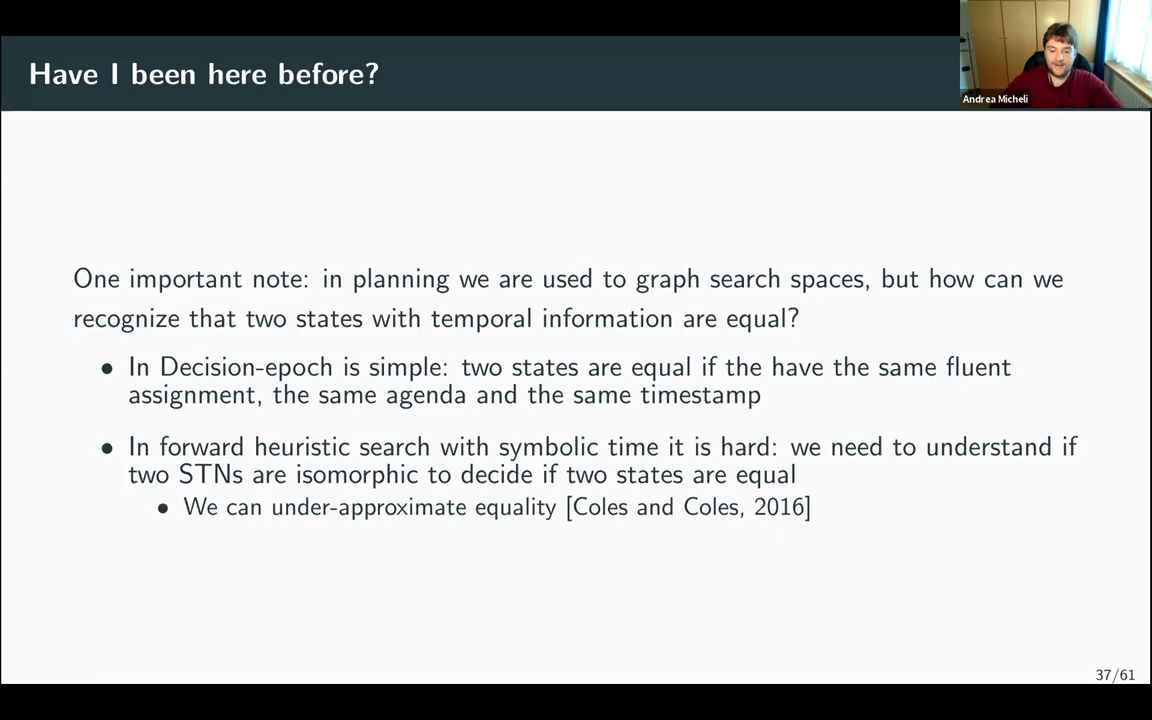 Have I been here before?
Andrea Micheli
One important note: in planning we are used to graph search spaces, but how can we
recognize that two states with temporal information are equal?
• In Decision-epoch is simple: two states are equal if the have the same fluent
assignment, the same agenda and the same timestamp
• In forward heuristic search with symbolic time it is hard: we need to understand if
two STNs are isomorphic to decide if two states are equal
• We can under-approximate equality [Coles and Coles, 2016]
37/61